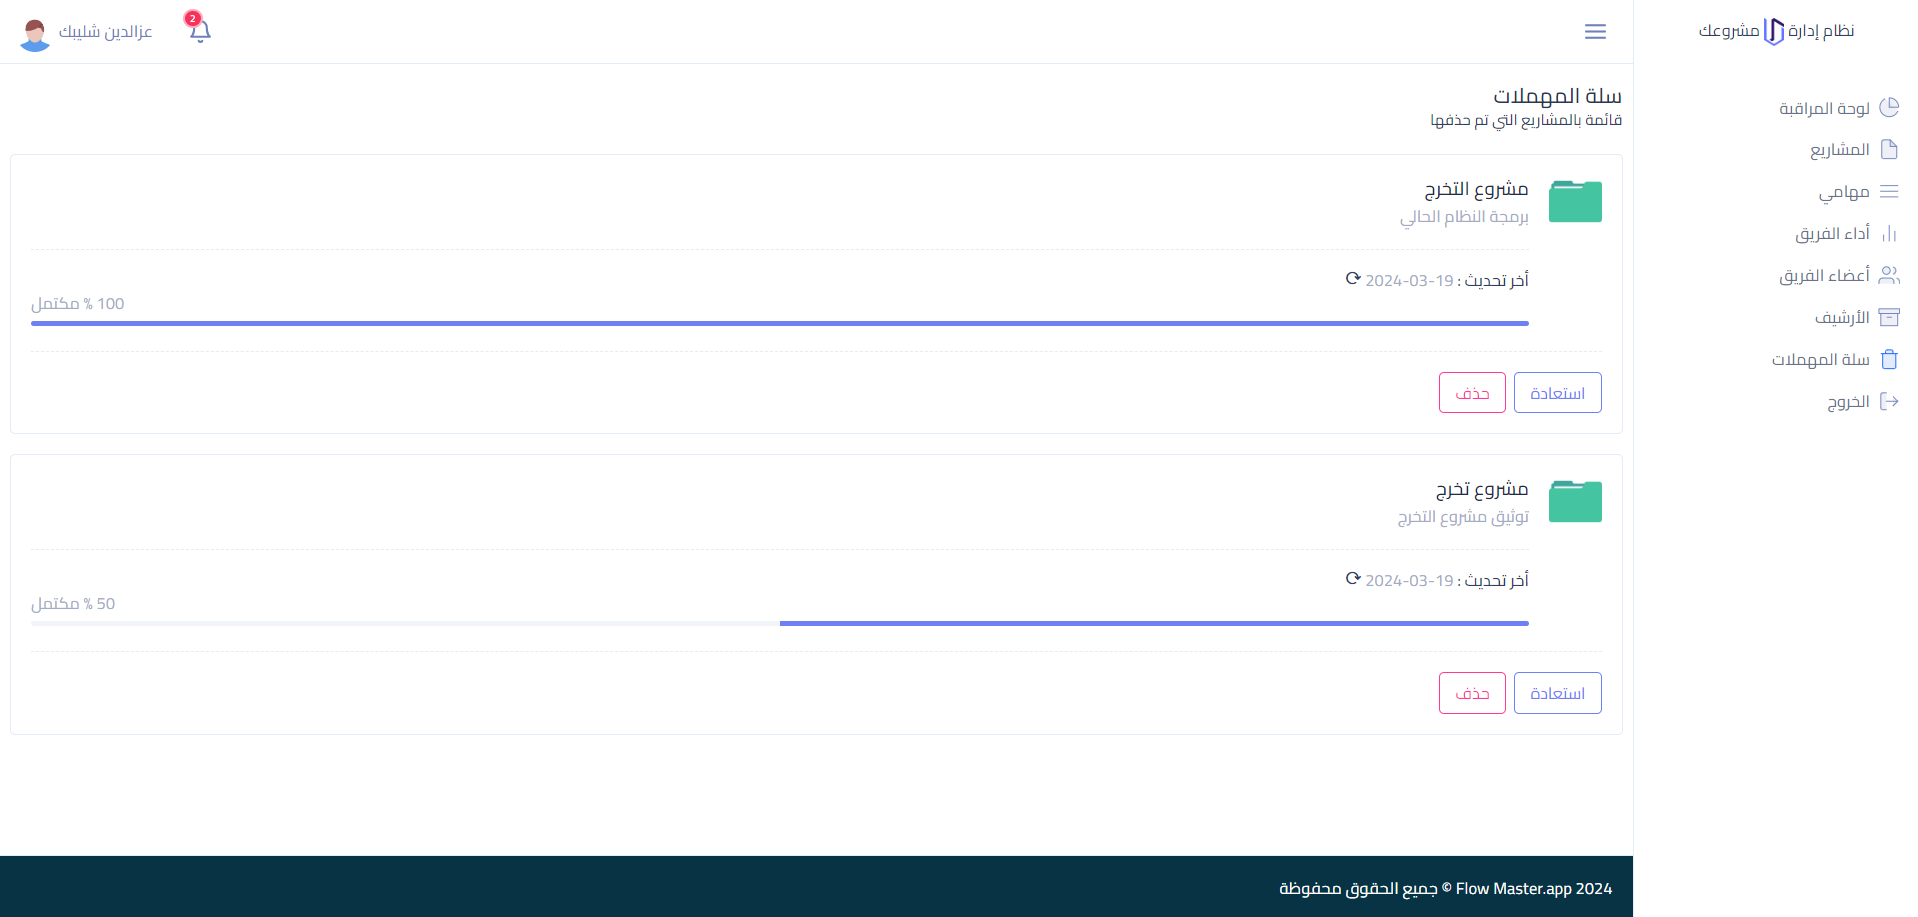 نظام إدارة مشروعك
لوحة المراقبة
المشاريع
مهامي
أداء الفريق
أعضاء الفريق
الأرشيف
سلة المهملات
الخروج
2
عزالدين شليبك
سلة المهملات
قائمة بالمشاريع التي تم حذفها
مشروع التخرج
برمجة النظام الحالي
أخر تحديث : 2024-03-19
100 % مكتمل
استعادة
حذف
مشروع تخرج
توثيق مشروع التخرج
أخر تحديث : 2024-03-19
50 % مكتمل
استعادة
حذف
2024 Flow Master.app © جميع الحقوق محفوظة